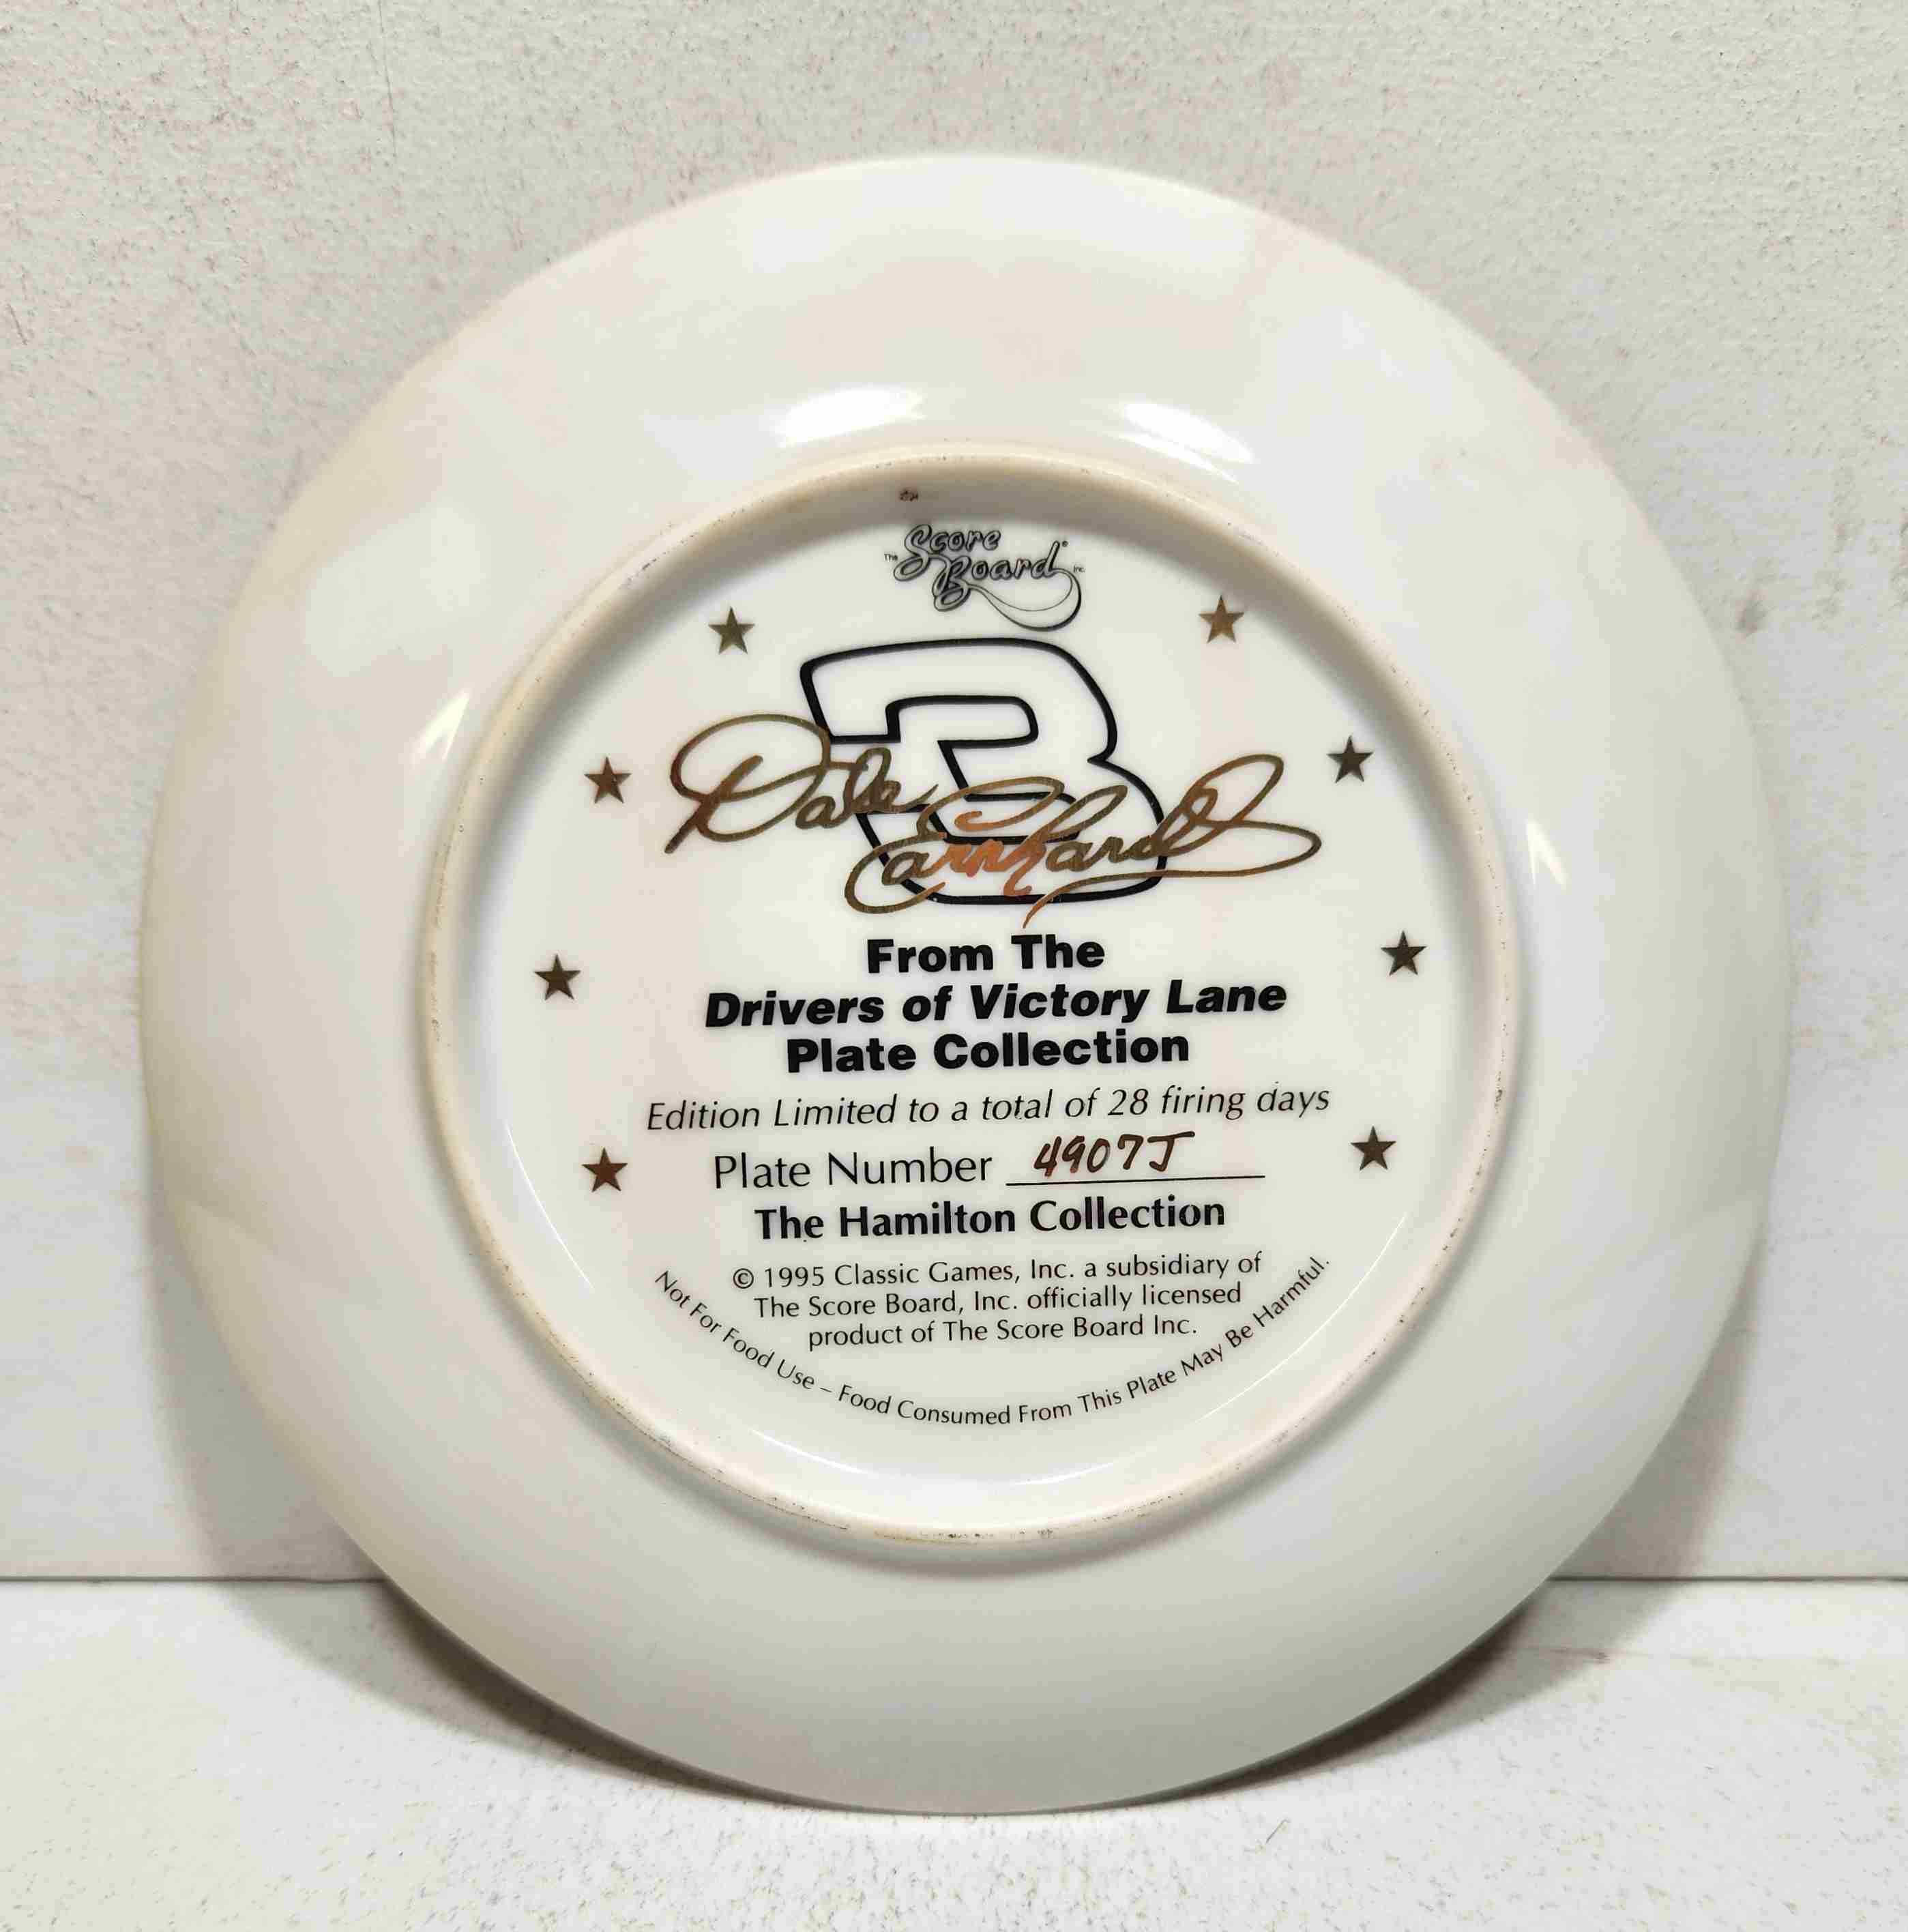 The Score Board® Inc.
3
Dale Earnhardt
From The
Drivers of Victory Lane
Plate Collection
Edition Limited to a total of 28 firing days
Plate Number 4907J
The Hamilton Collection
© 1995 Classic Games, Inc. a subsidiary of
The Score Board, Inc. officially licensed
product of The Score Board Inc.
Not For Food Use – Food Consumed From This Plate May Be Harmful.